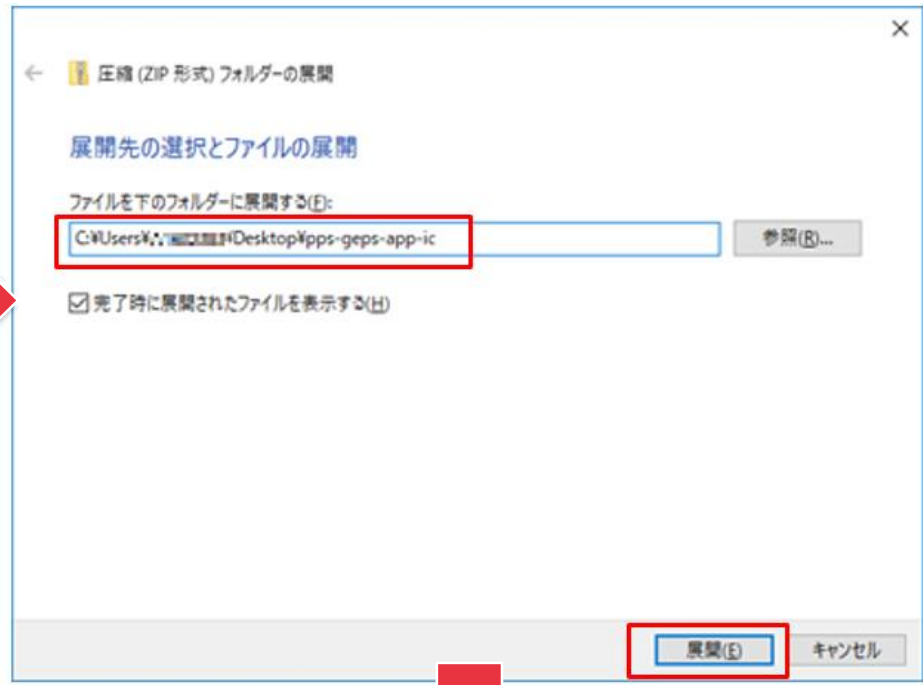 圧縮 (ZIP 形式) フォルダーの展開
展開先の選択とファイルの展開
ファイルを下のフォルダーに展開する(F):
C:¥Users¥ ¥Desktop¥pps-geps-app-ic
参照(R)...
完了時に展開されたファイルを表示する(H)
展開(E)
キャンセル